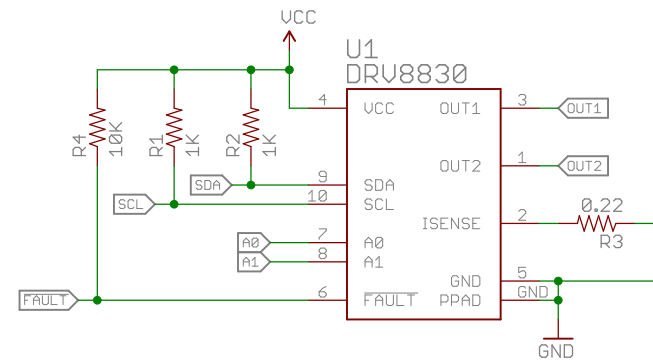 VCC
U1
DRV8830
4
VCC
OUT1
3
OUT1
R4
10K
R1
1K
R2
1K
OUT2
1
OUT2
SDA
9
SDA
SCL
10
SCL
ISENSE
2
0.22
R3
A0
7
A0
A1
8
A1
GND
5
FAULT
6
FAULT
PPAD
GND
GND